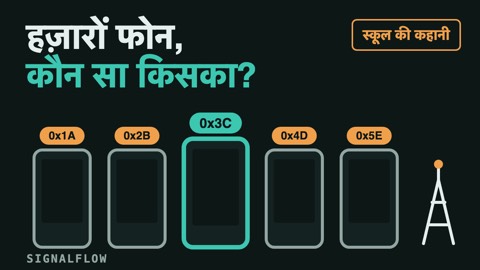 हज़ारों फोन,
कौन सा किसका?
स्कूल की कहानी
0x1A
0x2B
0x3C
0x4D
0x5E
SIGNALFLOW